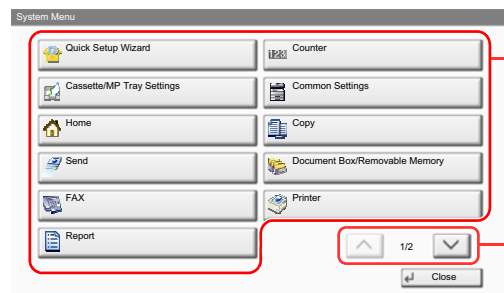 System Menu
Quick Setup Wizard
123 Counter
Cassette/MP Tray Settings
Common Settings
Home
Copy
Send
Document Box/Removable Memory
FAX
Printer
Report
1/2
Close